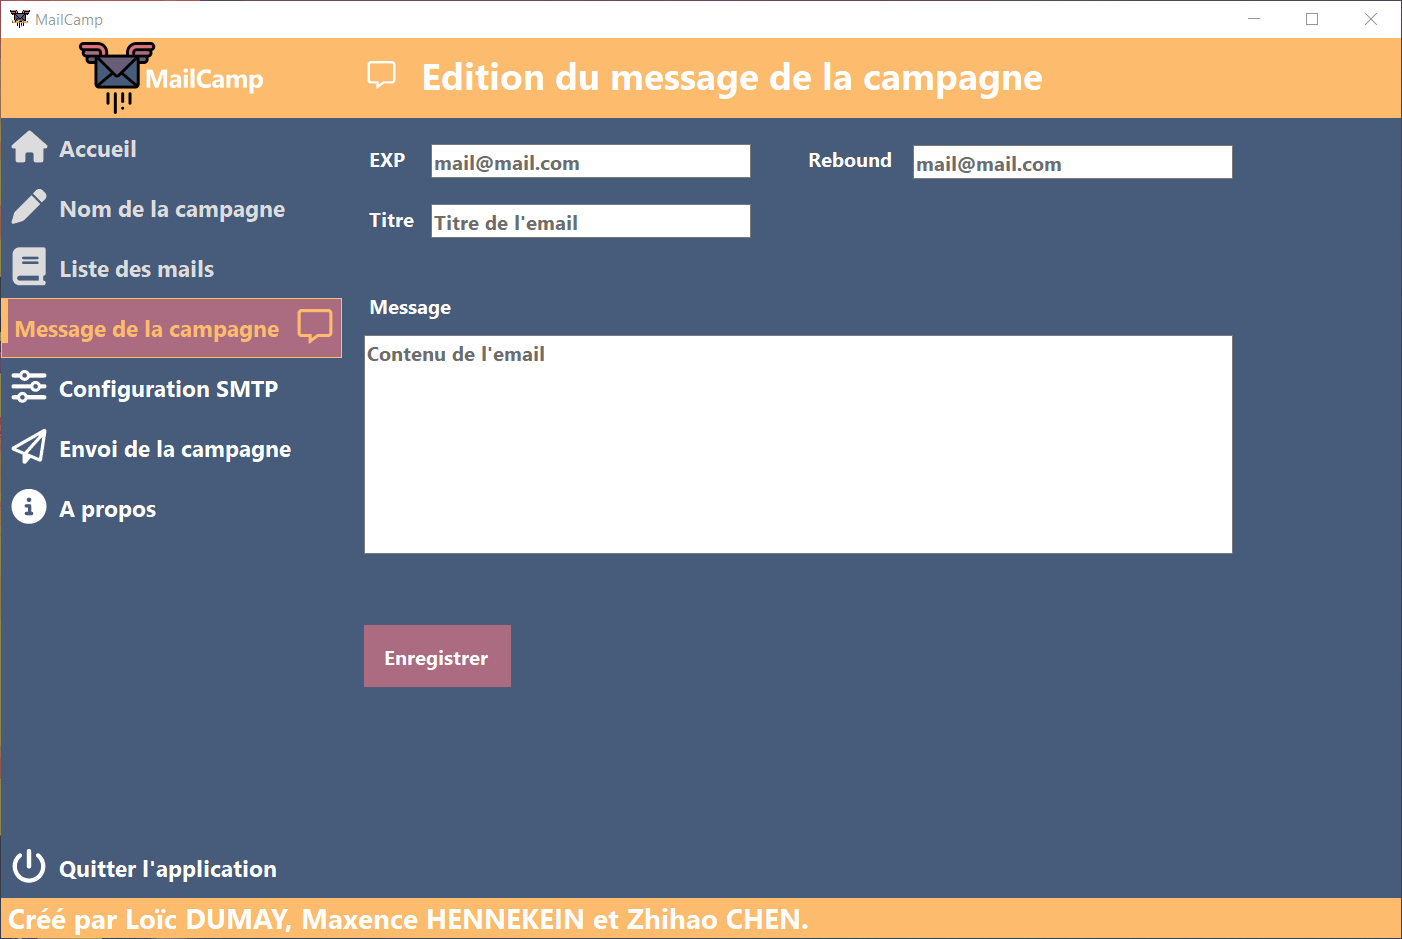 MailCamp
MailCamp
Edition du message de la campagne
Accueil
Nom de la campagne
Liste des mails
Message de la campagne
Configuration SMTP
Envoi de la campagne
A propos
Quitter l'application
EXP
mail@mail.com
Rebound
mail@mail.com
Titre
Titre de l'email
Message
Contenu de l'email
Enregistrer
Créé par Loïc DUMAY, Maxence HENNEKEIN et Zhihao CHEN.